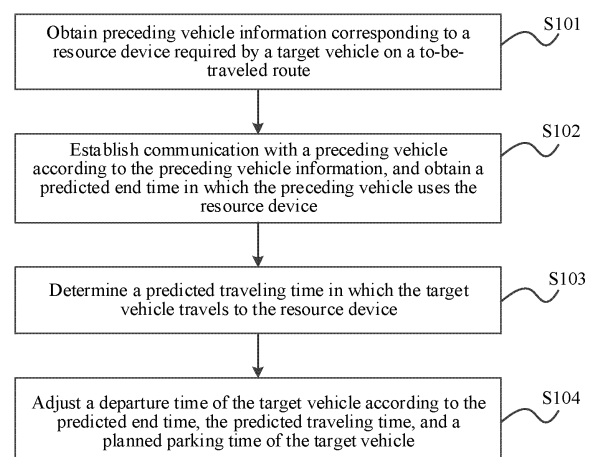 Obtain preceding vehicle information corresponding to a
resource device required by a target vehicle on a to-be-
traveled route
S101
Establish communication with a preceding vehicle
according to the preceding vehicle information, and obtain a
predicted end time in which the preceding vehicle uses the
resource device
S102
Determine a predicted traveling time in which the target
vehicle travels to the resource device
S103
Adjust a departure time of the target vehicle according to the
predicted end time, the predicted traveling time, and a
planned parking time of the target vehicle
S104